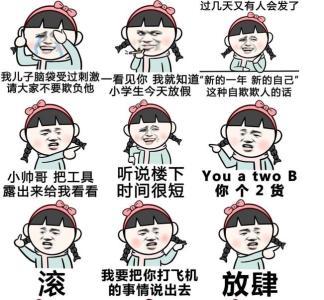 过几天又有人会发了
我儿子脑袋受过刺激
请大家不要欺负他
一看见你 我就知道
小学生今天放假
“新的一年 新的自己”
这种自欺欺人的话
小帅哥 把工具
露出来给我看看
听说楼下
时间很短
You a two B
你 个 2 货
滚
我要把你打飞机
的事情说出去
放肆